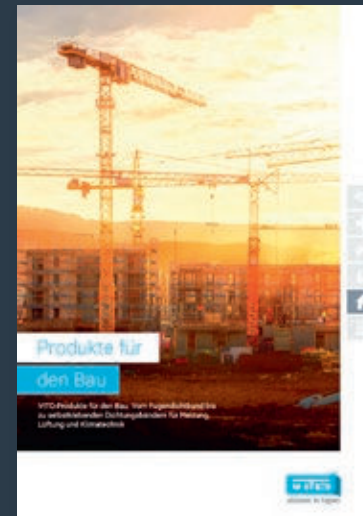 Produkte für
den Bau
VITO Produkte für den Bau. Vom Fugendichtband bis
zu selbstklebenden Dichtungsbändern für Heizung,
Lüftung und Klimatechnik
VITO